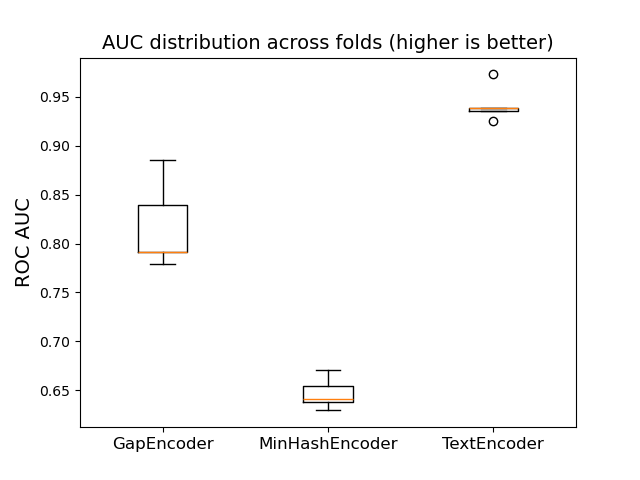 AUC distribution across folds (higher is better)
ROC AUC
0.95
0.90
0.85
0.80
0.75
0.70
0.65
GapEncoder
MinHashEncoder
TextEncoder